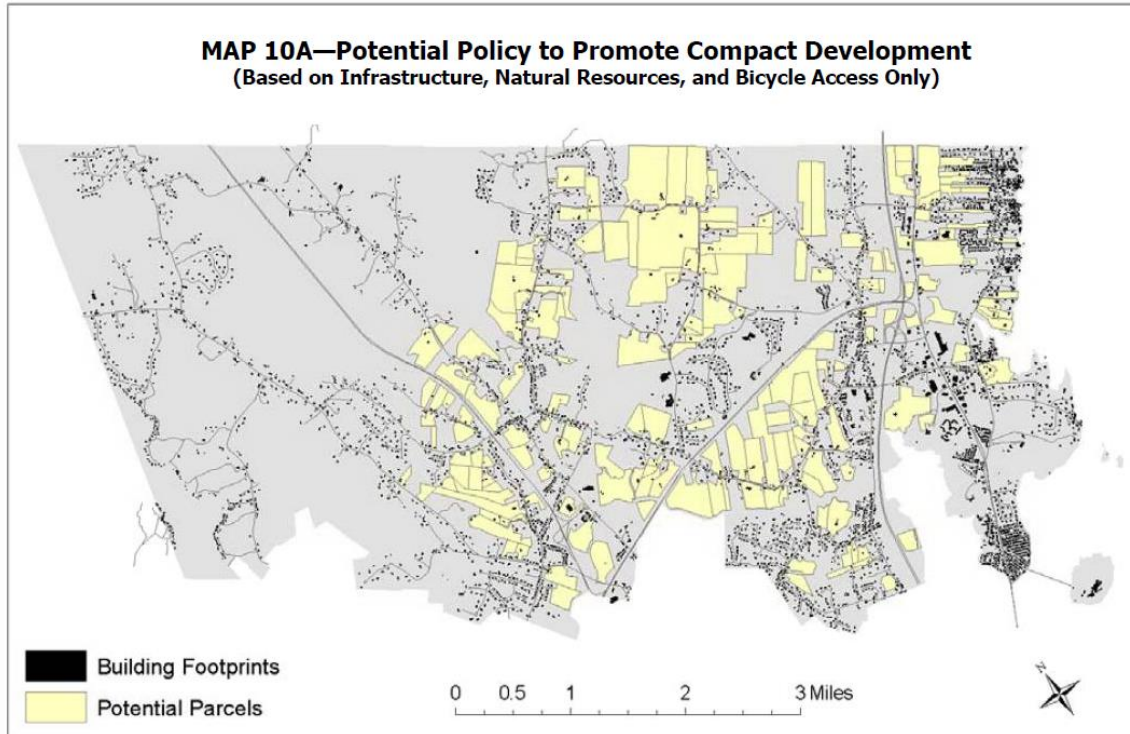 MAP 10A—Potential Policy to Promote Compact Development
(Based on Infrastructure, Natural Resources, and Bicycle Access Only)
Building Footprints
Potential Parcels
0 0.5 1 2 3 Miles
N